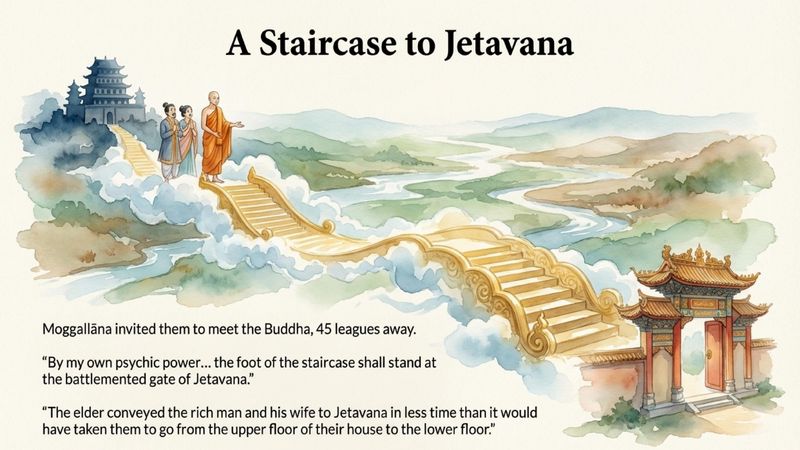 A Staircase to Jetavana
Moggallāna invited them to meet the Buddha, 45 leagues away.
“By my own psychic power... the foot of the staircase shall stand at
the battlemented gate of Jetavana.”
“The elder conveyed the rich man and his wife to Jetavana in less time than it would
have taken them to go from the upper floor of their house to the lower floor.”